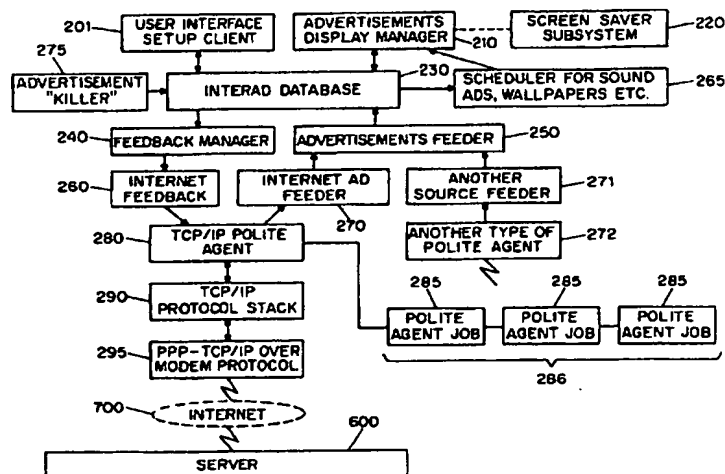 201
USER INTERFACE
SETUP CLIENT
ADVERTISEMENTS
DISPLAY MANAGER
210
SCREEN SAVER
SUBSYSTEM
220
275
ADVERTISEMENT
"KILLER"
INTERAD DATABASE
230
SCHEDULER FOR SOUND
ADS, WALLPAPERS ETC.
265
240
FEEDBACK MANAGER
ADVERTISEMENTS FEEDER
250
260
INTERNET
FEEDBACK
INTERNET AD
FEEDER
270
ANOTHER
SOURCE FEEDER
271
280
TCP/IP POLITE
AGENT
ANOTHER TYPE OF
POLITE AGENT
272
290
TCP/IP
PROTOCOL STACK
285
285
285
POLITE
AGENT JOB
POLITE
AGENT JOB
POLITE
AGENT JOB
286
295
PPP-TCP/IP OVER
MODEM PROTOCOL
700
INTERNET
600
SERVER